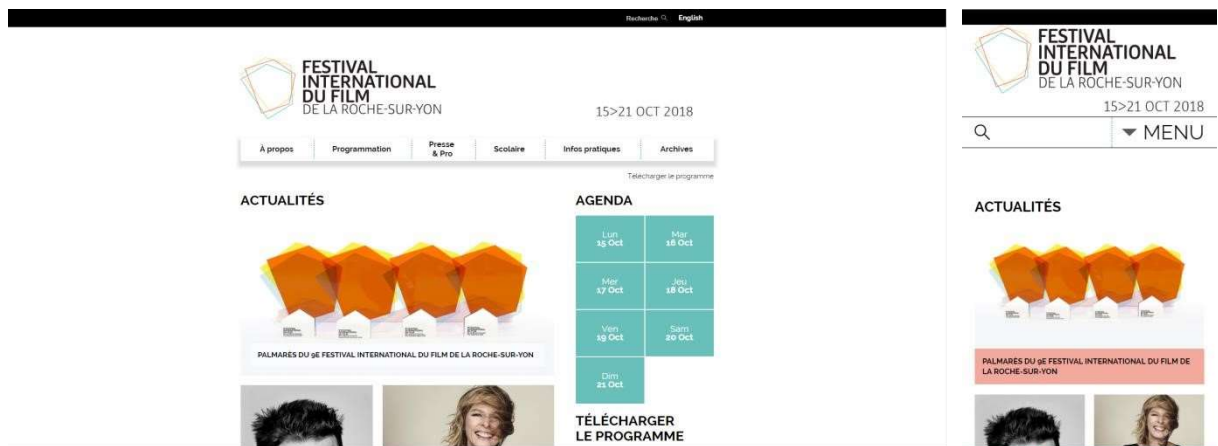 Recherche English
FESTIVAL
INTERNATIONAL
DU FILM
DE LA ROCHE-SUR-YON
15>21 OCT 2018
À propos
Programmation
Presse
& Pro
Scolaire
Infos pratiques
Archives
Télécharger le programme
ACTUALITÉS
PALMARÈS DU 9E FESTIVAL INTERNATIONAL DU FILM DE LA ROCHE-SUR-YON
AGENDA
Lun
15 Oct
Mar
16 Oct
Mer
17 Oct
Jeu
18 Oct
Ven
19 Oct
Sam
20 Oct
Dim
21 Oct
TÉLÉCHARGER
LE PROGRAMME
FESTIVAL
INTERNATIONAL
DU FILM
DE LA ROCHE-SUR-YON
15>21 OCT 2018
MENU
ACTUALITÉS
PALMARÈS DU 9E FESTIVAL INTERNATIONAL DU FILM DE
LA ROCHE-SUR-YON